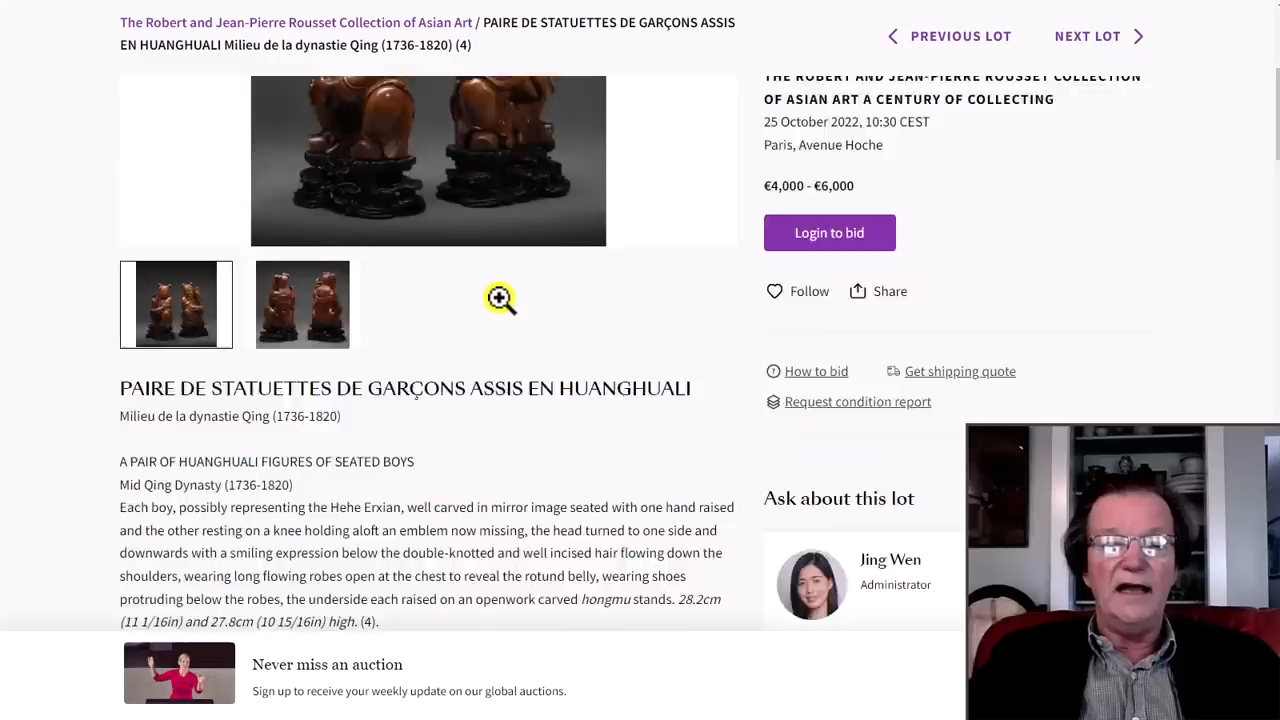 The Robert and Jean-Pierre Rousset Collection of Asian Art / PAIRE DE STATUETTES DE GARÇONS ASSIS
EN HUANGHUALI Milieu de la dynastie Qing (1736-1820) (4)
PREVIOUS LOT
NEXT LOT
THE ROBERT AND JEAN-PIERRE ROUSSET COLLECTION
OF ASIAN ART A CENTURY OF COLLECTING
25 October 2022, 10:30 CEST
Paris, Avenue Hoche
€4,000 - €6,000
Login to bid
Follow
Share
How to bid
Get shipping quote
Request condition report
PAIRE DE STATUETTES DE GARÇONS ASSIS EN HUANGHUALI
Milieu de la dynastie Qing (1736-1820)
A PAIR OF HUANGHUALI FIGURES OF SEATED BOYS
Mid Qing Dynasty (1736-1820)
Each boy, possibly representing the Hehe Erxian, well carved in mirror image seated with one hand raised
and the other resting on a knee holding aloft an emblem now missing, the head turned to one side and
downwards with a smiling expression below the double-knotted and well incised hair flowing down the
shoulders, wearing long flowing robes open at the chest to reveal the rotund belly, wearing shoes
protruding below the robes, the underside each raised on an openwork carved hongmu stands. 28.2cm
(11 1/16in) and 27.8cm (10 15/16in) high. (4).
Ask about this lot
Jing Wen
Administrator
Never miss an auction
Sign up to receive your weekly update on our global auctions.